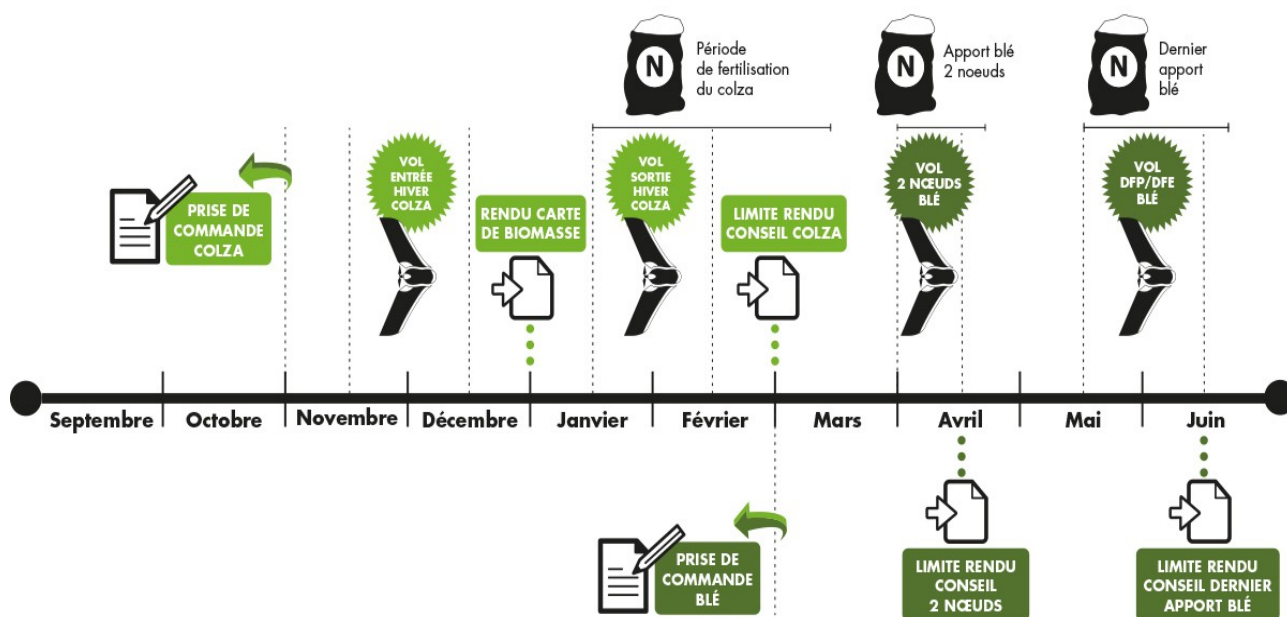 N
Période
de fertilisation
du colza
N
Apport blé
2 noeuds
N
Dernier
apport
blé
PRISE DE
COMMANDE
COLZA
VOL
ENTRÉE
HIVER
COLZA
RENDU CARTE
DE BIOMASSE
VOL
SORTIE
HIVER
COLZA
LIMITE RENDU
CONSEIL COLZA
VOL
2 NŒUDS
BLÉ
VOL
DFP/DFE
BLÉ
Septembre Octobre Novembre Décembre Janvier Février Mars Avril Mai Juin
PRISE DE
COMMANDE
BLÉ
LIMITE RENDU
CONSEIL
2 NŒUDS
LIMITE RENDU
CONSEIL DERNIER
APPORT BLÉ